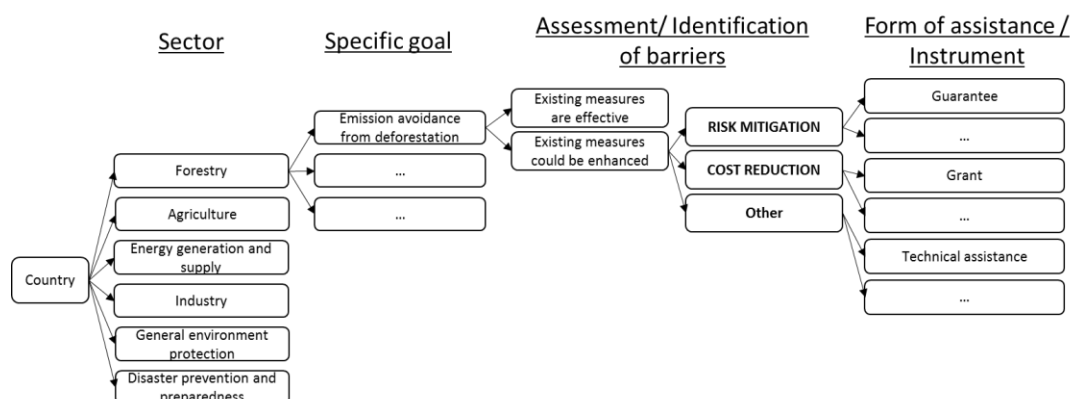 Sector
Specific goal
Assessment/ Identification
of barriers
Form of assistance /
Instrument
Country
Forestry
Agriculture
Energy generation and
supply
Industry
General environment
protection
Disaster prevention and
preparedness
Emission avoidance
from deforestation
...
...
Existing measures
are effective
Existing measures
could be enhanced
RISK MITIGATION
COST REDUCTION
Other
Guarantee
...
Grant
...
Technical assistance
...